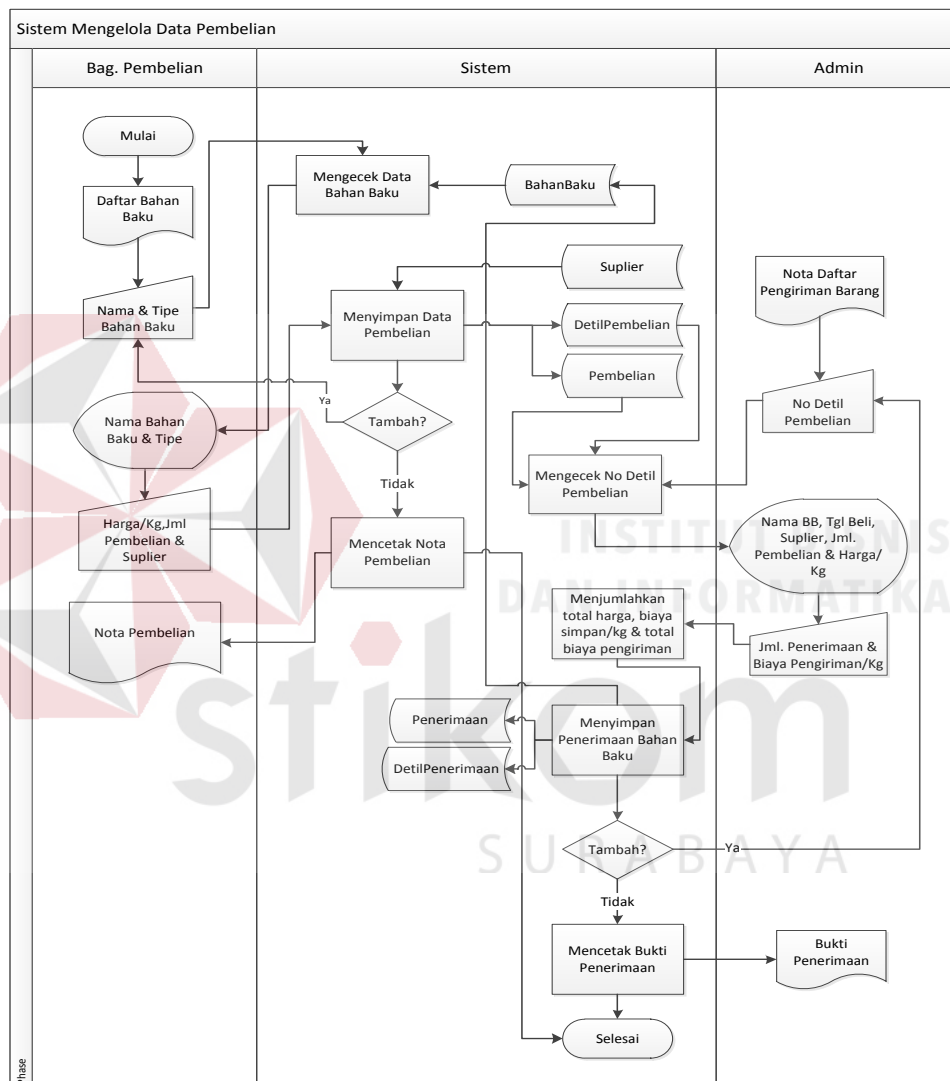 Sistem Mengelola Data Pembelian
Bag. Pembelian
Sistem
Admin
Mulai
Daftar Bahan
Baku
Nama & Tipe
Bahan Baku
Mengecek Data
Bahan Baku
BahanBaku
Suplier
Menyimpan Data
Pembelian
DetilPembelian
Pembelian
Nota Daftar
Pengiriman Barang
No Detil
Pembelian
Ya
Tambah?
Nama Bahan
Baku & Tipe
Tidak
Mengecek No Detil
Pembelian
Harga/Kg,Jml
Pembelian &
Suplier
Mencetak Nota
Pembelian
Nama BB, Tgl Beli,
Suplier, Jml.
Pembelian & Harga/
Kg
Nota Pembelian
Menjumlahkan
total harga, biaya
simpan/kg & total
biaya pengiriman
Jml. Penerimaan &
Biaya Pengiriman/Kg
Penerimaan
DetilPenerimaan
Menyimpan
Penerimaan Bahan
Baku
Tambah?
Ya
Tidak
Mencetak Bukti
Penerimaan
Bukti
Penerimaan
Selesai
Phase
INSTITUT BISNIS
DAN INFORMATIKA
stikom
SURABAYA